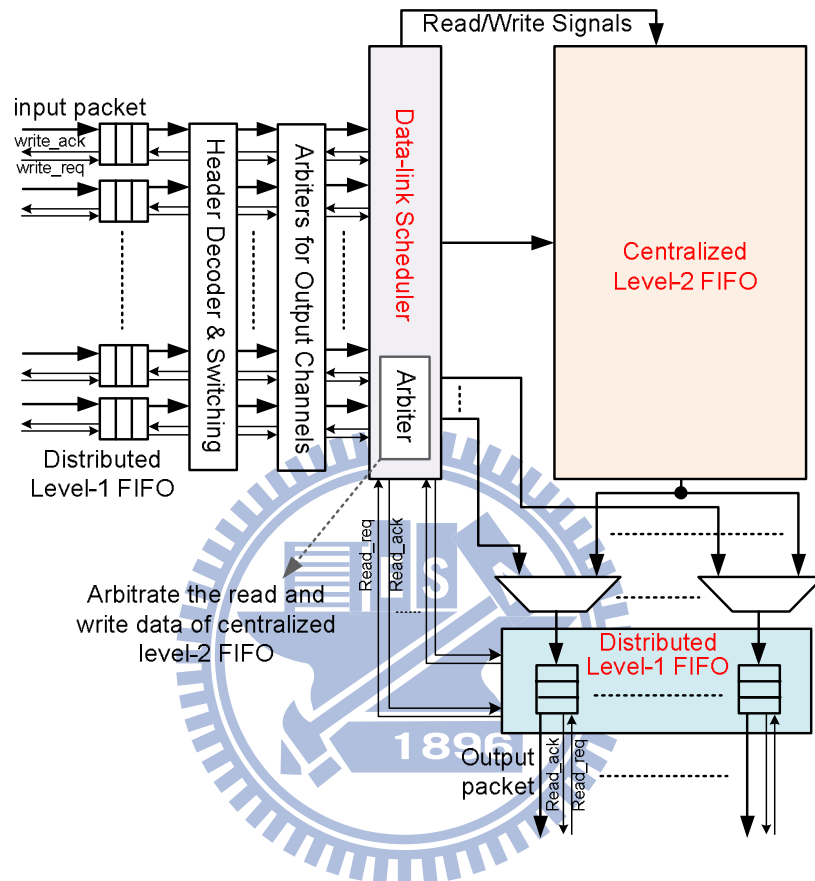 Read/Write Signals
input packet
write_ack
write_req
Header Decoder & Switching
Arbiters for Output Channels
Data-link Scheduler
Arbiter
Centralized
Level-2 FIFO
Distributed
Level-1 FIFO
Read_req
Read_ack
Arbitrate the read and
write data of centralized
level-2 FIFO
Distributed
Level-1 FIFO
Output
packet
Read_ack
Read_req
S
1896